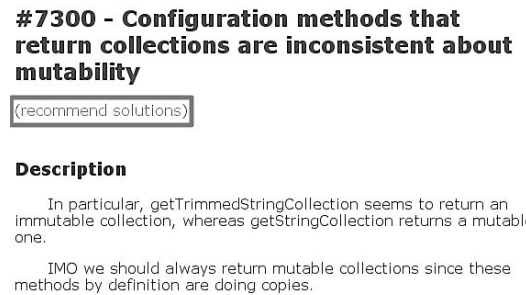 #7300 - Configuration methods that
return collections are inconsistent about
mutability
(recommend solutions)
Description
In particular, getTrimmedStringCollection seems to return an
immutable collection, whereas getStringCollection returns a mutable
one.
IMO we should always return mutable collections since these
methods by definition are doing copies.